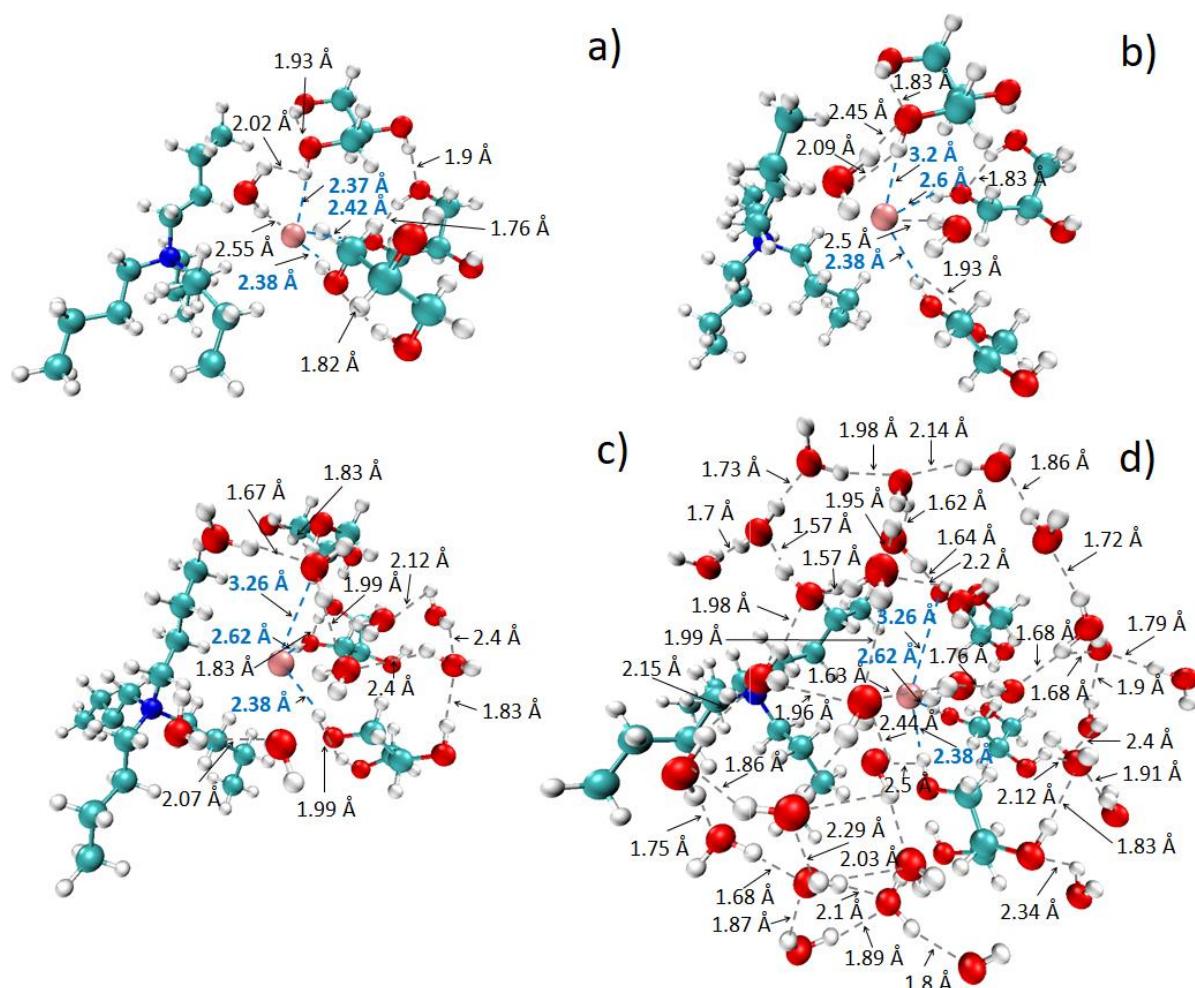 a)
1.93 Å
2.02 Å
1.9 Å
2.37 Å
2.42 Å
1.76 Å
2.55 Å
2.38 Å
1.82 Å
b)
1.83 Å
2.45 Å
2.09 Å
3.2 Å
2.6 Å
1.83 Å
2.5 Å
2.38 Å
1.93 Å
c)
1.83 Å
1.67 Å
2.12 Å
3.26 Å
1.99 Å
2.62 Å
2.4 Å
1.83 Å
2.4 Å
2.38 Å
1.83 Å
2.07 Å
1.99 Å
d)
1.98 Å
2.14 Å
1.73 Å
1.86 Å
1.95 Å
1.62 Å
1.7 Å
1.57 Å
1.64 Å
1.72 Å
1.57 Å
2.2 Å
1.98 Å
3.26 Å
1.99 Å
1.68 Å
1.79 Å
2.62 Å
1.76 Å
2.15 Å
1.63 Å
1.68 Å
1.9 Å
1.96 Å
2.44 Å
2.38 Å
2.4 Å
1.86 Å
2.5 Å
2.12 Å
1.91 Å
1.75 Å
2.29 Å
1.83 Å
2.03 Å
1.68 Å
2.1 Å
2.34 Å
1.87 Å
1.89 Å
1.8 Å